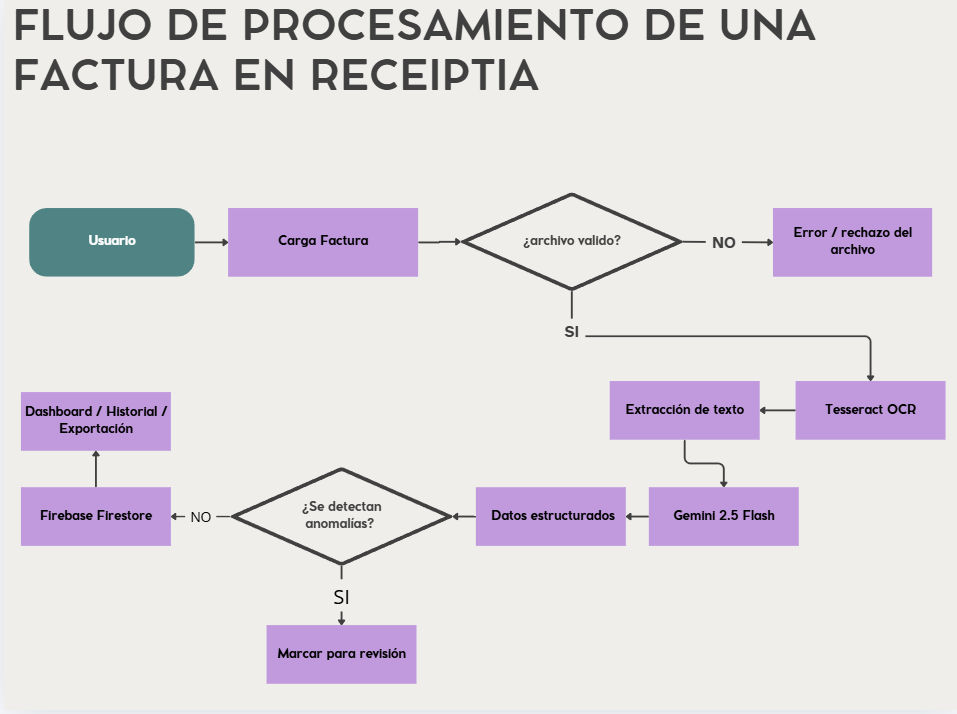 FLUJO DE PROCESAMIENTO DE UNA
FACTURA EN RECEIPTIA
Usuario
Carga Factura
¿archivo valido?
NO
Error / rechazo del
archivo
SI
Tesseract OCR
Extracción de texto
Gemini 2.5 Flash
Datos estructurados
¿Se detectan
anomalías?
NO
Firebase Firestore
Dashboard / Historial /
Exportación
SI
Marcar para revisión